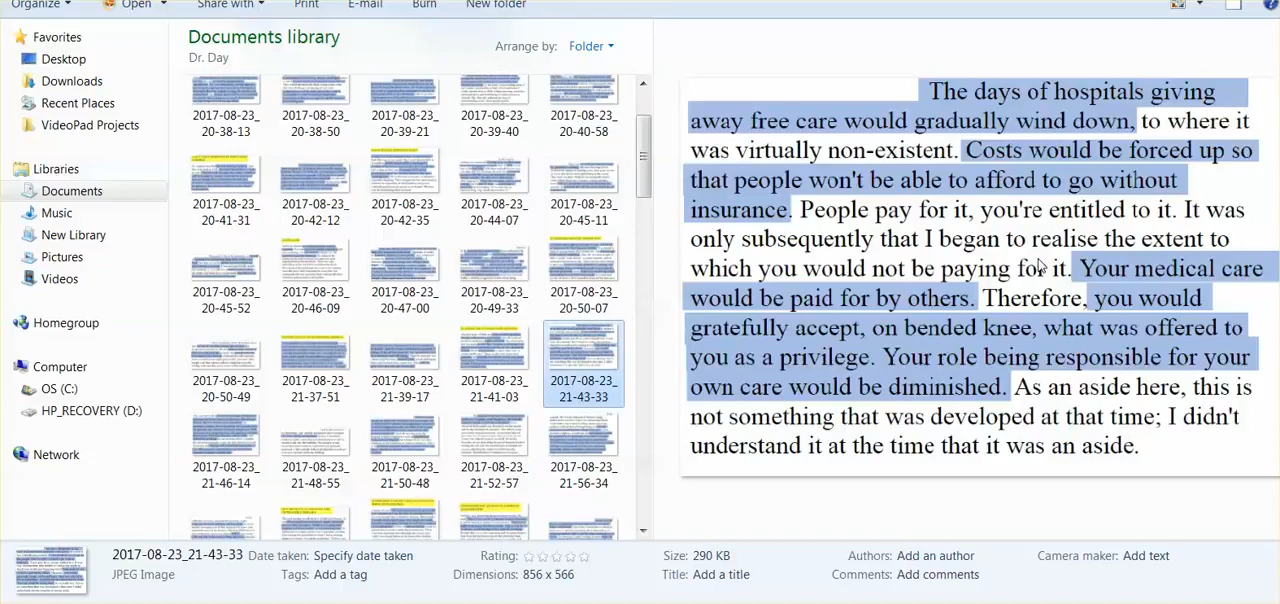 Organize Open Share with Print E-mail Burn New folder
Favorites
Desktop
Downloads
Recent Places
VideoPad Projects
Libraries
Documents
Music
New Library
Pictures
Videos
Homegroup
Computer
OS (C:)
HP_RECOVERY (D:)
Network
Documents library
Dr. Day
Arrange by: Folder
2017-08-23_ 2017-08-23_ 2017-08-23_ 2017-08-23_ 2017-08-23_
20-38-13 20-38-50 20-39-21 20-39-40 20-40-58
2017-08-23_ 2017-08-23_ 2017-08-23_ 2017-08-23_ 2017-08-23_
20-41-31 20-42-12 20-42-35 20-44-07 20-45-11
2017-08-23_ 2017-08-23_ 2017-08-23_ 2017-08-23_ 2017-08-23_
20-45-52 20-46-09 20-47-00 20-49-33 20-50-07
2017-08-23_ 2017-08-23_ 2017-08-23_ 2017-08-23_ 2017-08-23_
20-50-49 21-37-51 21-39-17 21-41-03 21-43-33
2017-08-23_ 2017-08-23_ 2017-08-23_ 2017-08-23_ 2017-08-23_
21-46-14 21-48-55 21-50-48 21-52-57 21-56-34
The days of hospitals giving
away free care would gradually wind down, to where it
was virtually non-existent. Costs would be forced up so
that people won't be able to afford to go without
insurance. People pay for it, you're entitled to it. It was
only subsequently that I began to realise the extent to
which you would not be paying for it. Your medical care
would be paid for by others. Therefore, you would
gratefully accept, on bended knee, what was offered to
you as a privilege. Your role being responsible for your
own care would be diminished. As an aside here, this is
not something that was developed at that time; I didn't
understand it at the time that it was an aside.
2017-08-23_21-43-33 Date taken: Specify date taken Rating: Size: 290 KB Authors: Add an author Camera maker: Add text
JPEG Image Tags: Add a tag Dimensions: 856 x 566 Title: Add a title Comments: Add comments